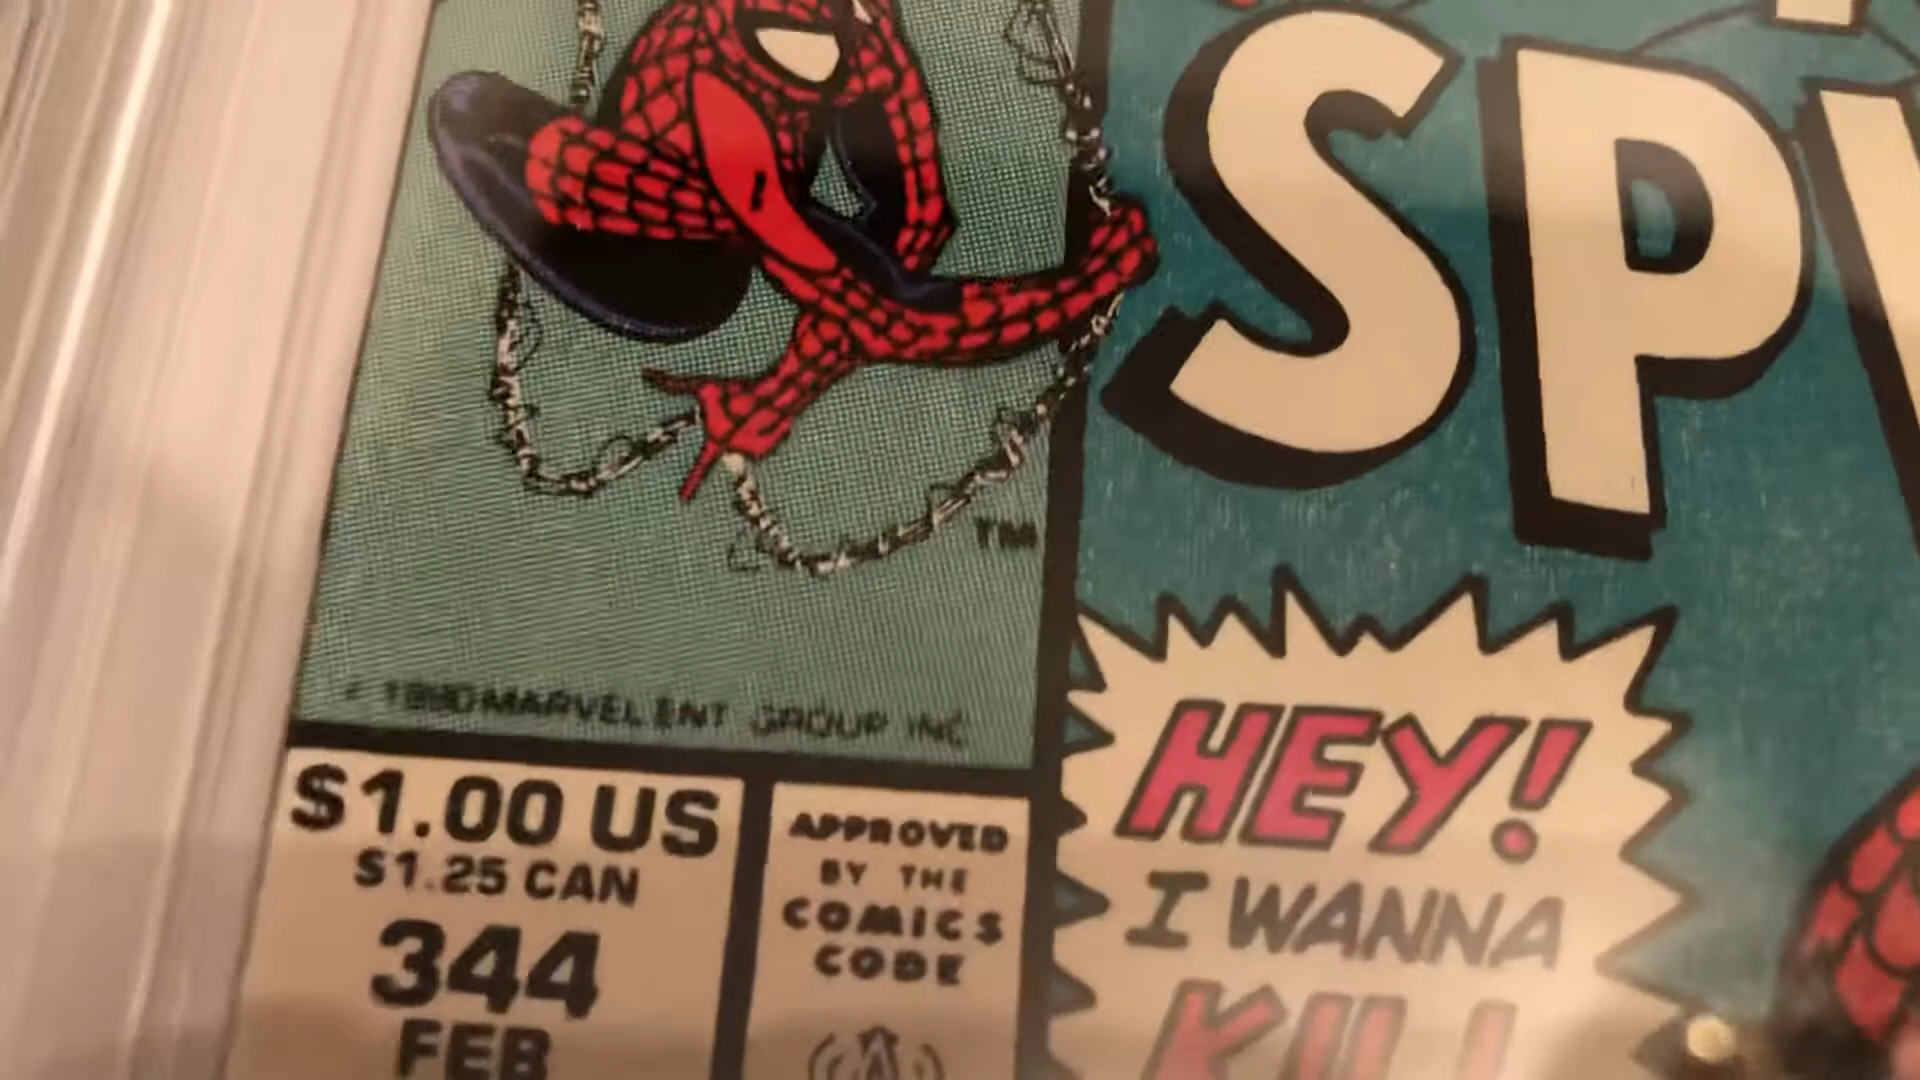 SP
TM
1990 MARVEL ENT GROUP INC
$1.00 US
$1.25 CAN
344
FEB
APPROVED
BY THE
COMICS
CODE
HEY!
I WANNA
KILL